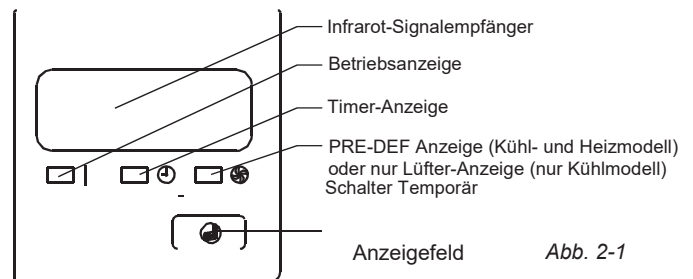 Infrarot-Signalempfänger
Betriebsanzeige
Timer-Anzeige
PRE-DEF Anzeige (Kühl- und Heizmodell)
oder nur Lüfter-Anzeige (nur Kühlmodell)
Schalter Temporär
Anzeigefeld Abb. 2-1